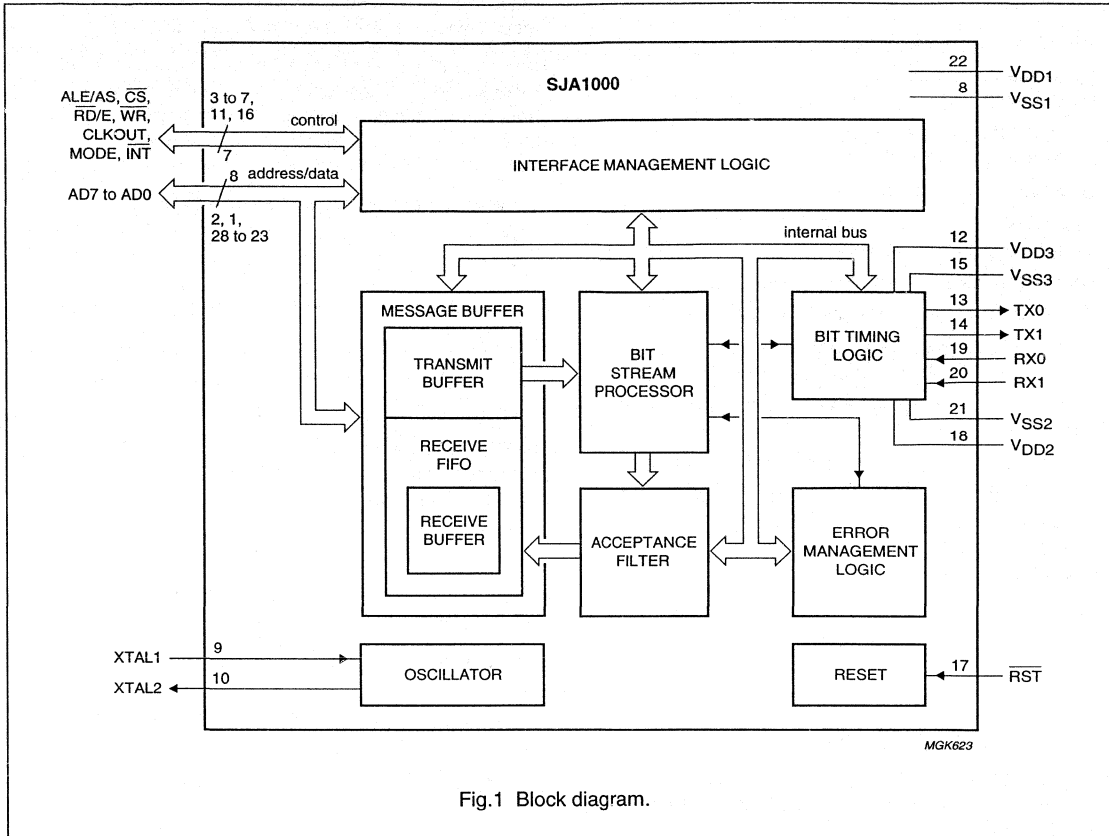 SJA1000
22
VDD1
8
VSS1
ALE/AS, CS,
RD/E, WR,
CLKOUT,
MODE, INT
3 to 7,
11, 16
control
7
INTERFACE MANAGEMENT LOGIC
AD7 to AD0
8
address/data
2, 1,
28 to 23
internal bus
12
VDD3
15
VSS3
13
TX0
14
TX1
19
RX0
20
RX1
21
VSS2
18
VDD2
MESSAGE BUFFER
TRANSMIT
BUFFER
RECEIVE
FIFO
RECEIVE
BUFFER
BIT
STREAM
PROCESSOR
BIT TIMING
LOGIC
ACCEPTANCE
FILTER
ERROR
MANAGEMENT
LOGIC
XTAL1
9
XTAL2
10
OSCILLATOR
RESET
17
RST
MGK623
Fig.1 Block diagram.